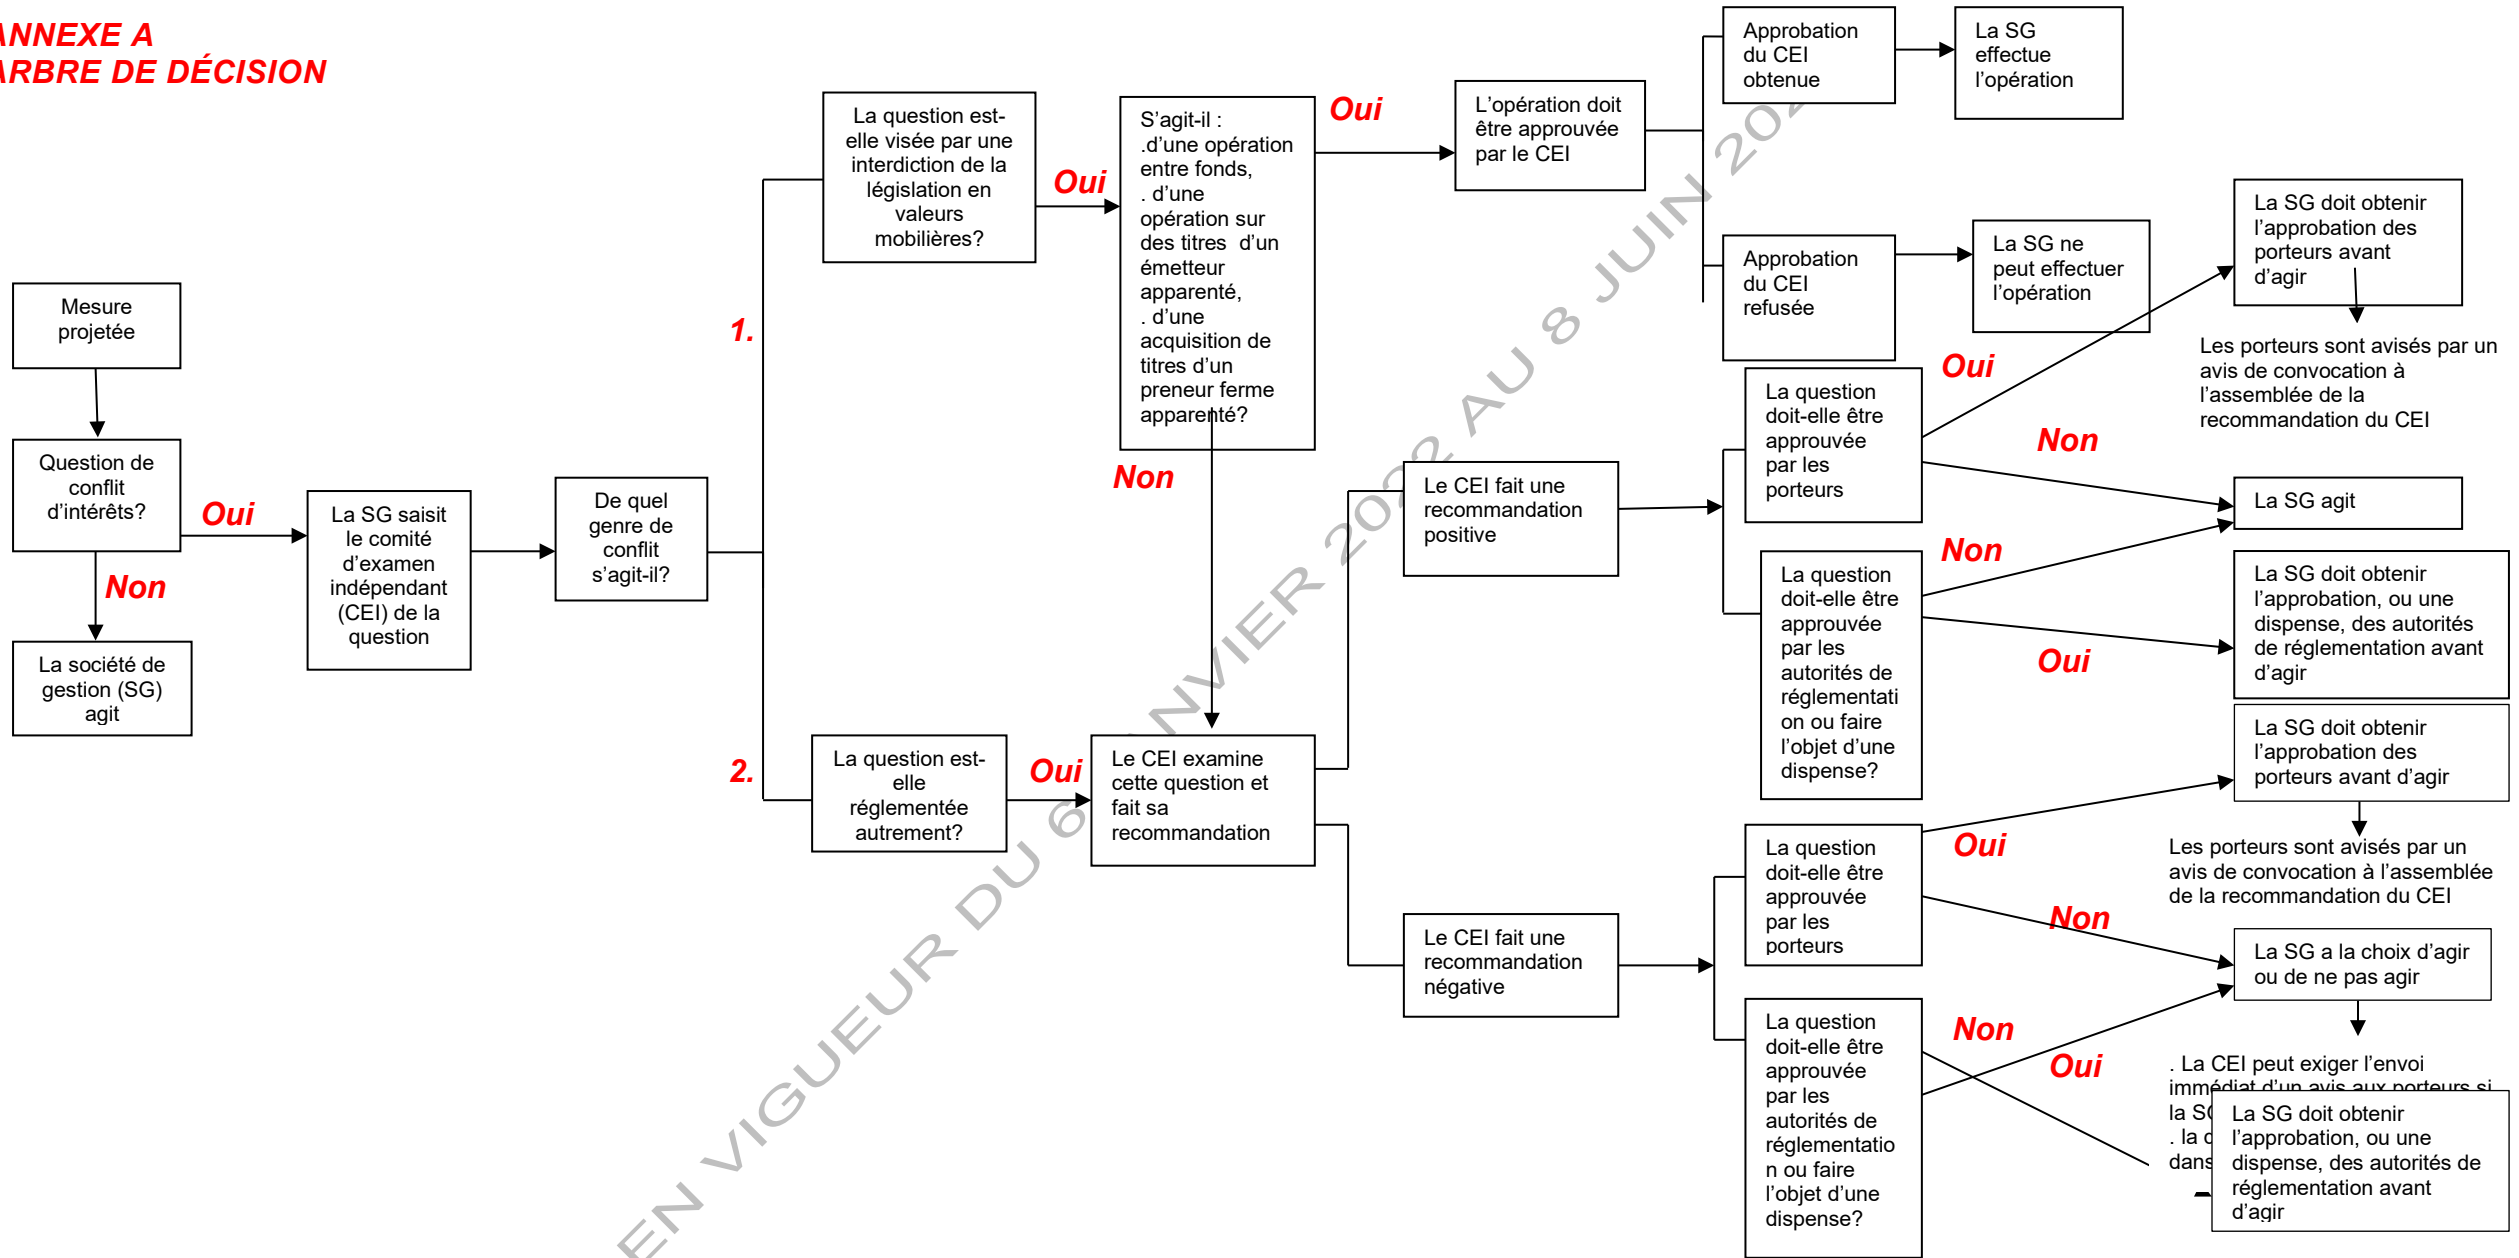 ANNEXE A
ARBRE DE DÉCISION
Mesure
projetée
Question de
conflit
d'intérêts?
Oui
Non
La société de
gestion (SG)
agit
La SG saisit
le comité
d'examen
indépendant
(CEI) de la
question
De quel
genre de
conflit
s'agit-il?
1.
La question est-
elle visée par une
interdiction de la
législation en
valeurs
mobilières?
Oui
S'agit-il :
.d'une opération
entre fonds,
. d'une
opération sur
des titres d'un
émetteur
apparenté,
. d'une
acquisition de
titres d'un
preneur ferme
apparenté?
Oui
Non
L'opération doit
être approuvée
par le CEI
Approbation
du CEI
obtenue
La SG
effectue
l'opération
Approbation
du CEI
refusée
La SG ne
peut effectuer
l'opération
2.
La question est-
elle
réglementée
autrement?
Oui
Le CEI examine
cette question et
fait sa
recommandation
Le CEI fait une
recommandation
positive
La question
doit-elle être
approuvée
par les
porteurs
Oui
Non
La SG doit obtenir
l'approbation des
porteurs avant
d'agir
Les porteurs sont avisés par un
avis de convocation à
l'assemblée de la
recommandation du CEI
La SG agit
La question
doit-elle être
approuvée
par les
autorités de
réglementati
on ou faire
l'objet d'une
dispense?
Non
Oui
La SG doit obtenir
l'approbation, ou une
dispense, des autorités
de réglementation avant
d'agir
Le CEI fait une
recommandation
négative
La question
doit-elle être
approuvée
par les
porteurs
Oui
Non
La SG doit obtenir
l'approbation des
porteurs avant d'agir
Les porteurs sont avisés par un
avis de convocation à l'assemblée
de la recommandation du CEI
La SG a la choix d'agir
ou de ne pas agir
. La CEI peut exiger l'envoi
immédiat d'un avis aux porteurs si
la
. la
dans
La question
doit-elle être
approuvée
par les
autorités de
réglementatio
n ou faire
l'objet d'une
dispense?
Non
Oui
La SG doit obtenir
l'approbation, ou une
dispense, des autorités de
réglementation avant
d'agir
EN VIGUEUR DU 6 JANVIER 2022 AU 8 JUIN